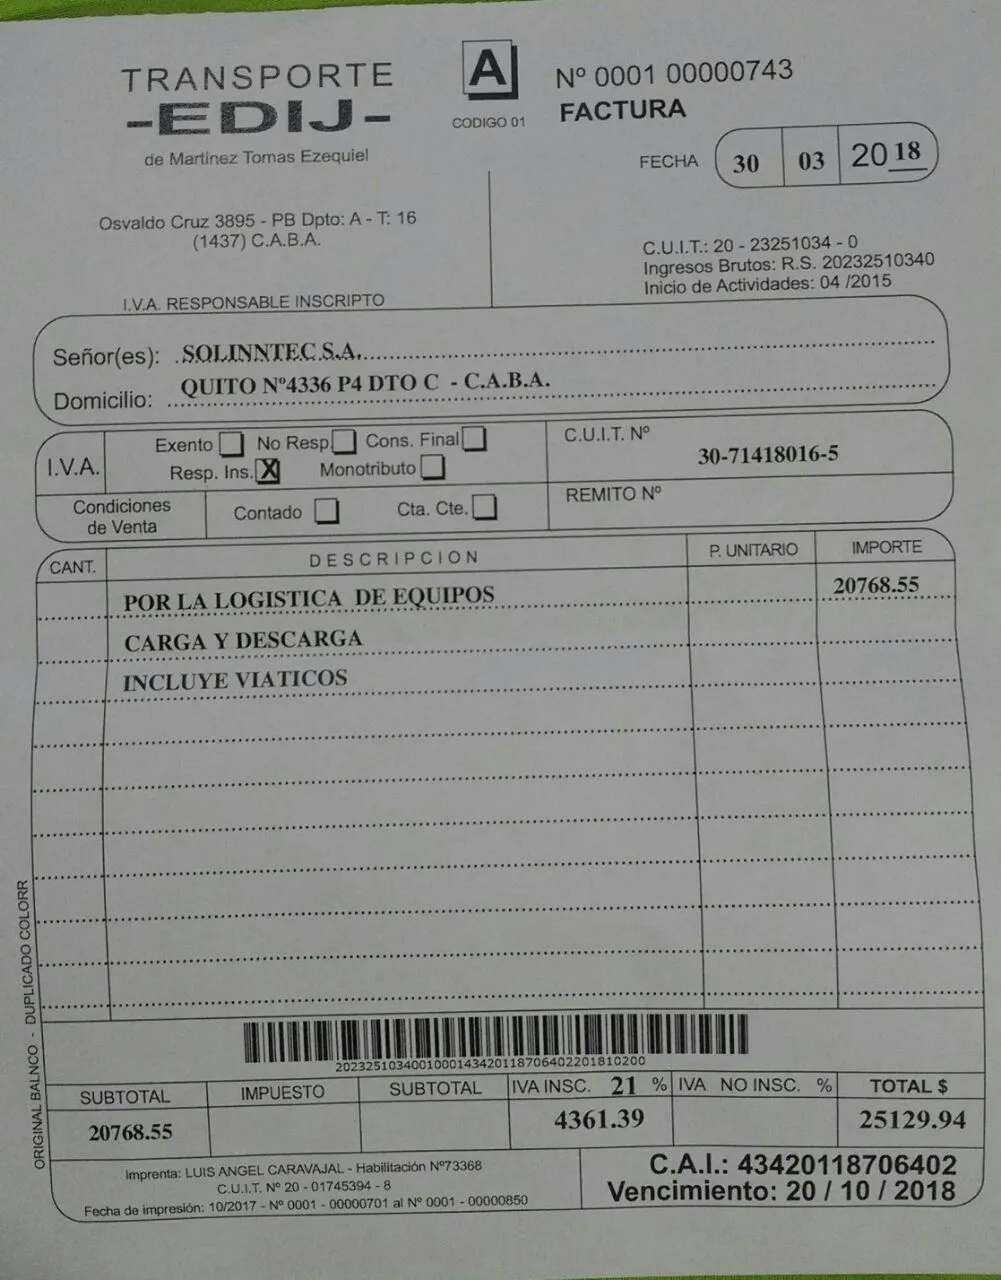 TRANSPORTE
-EDIJ-
de Martinez Tomas Ezequiel
A
CODIGO 01
Nº 0001 00000743
FACTURA
FECHA 30 03 2018
Osvaldo Cruz 3895 - PB Dpto: A - T: 16
(1437) C.A.B.A.
I.V.A. RESPONSABLE INSCRIPTO
C.U.I.T.: 20 - 23251034 - 0
Ingresos Brutos: R.S. 20232510340
Inicio de Actividades: 04 /2015
Señor(es): SOLINNTEC S.A.
Domicilio: QUITO Nº4336 P4 DTO C - C.A.B.A.
I.V.A.
Exento No Resp Cons. Final
Resp. Ins. X Monotributo
C.U.I.T. Nº
30-71418016-5
Condiciones
de Venta
Contado Cta. Cte.
REMITO Nº
CANT. DESCRIPCION P. UNITARIO IMPORTE
POR LA LOGISTICA DE EQUIPOS 20768.55
CARGA Y DESCARGA
INCLUYE VIATICOS
ORIGINAL BALNCO - DUPLICADO COLORR
2023251034001000143420118706402201810200
SUBTOTAL IMPUESTO SUBTOTAL IVA INSC. 21 % IVA NO INSC. % TOTAL $
20768.55 4361.39 25129.94
Imprenta: LUIS ANGEL CARAVAJAL - Habilitación Nº73368
C.U.I.T. Nº 20 - 01745394 - 8
Fecha de impresión: 10/2017 - Nº 0001 - 00000701 al Nº 0001 - 00000850
C.A.I.: 43420118706402
Vencimiento: 20 / 10 / 2018